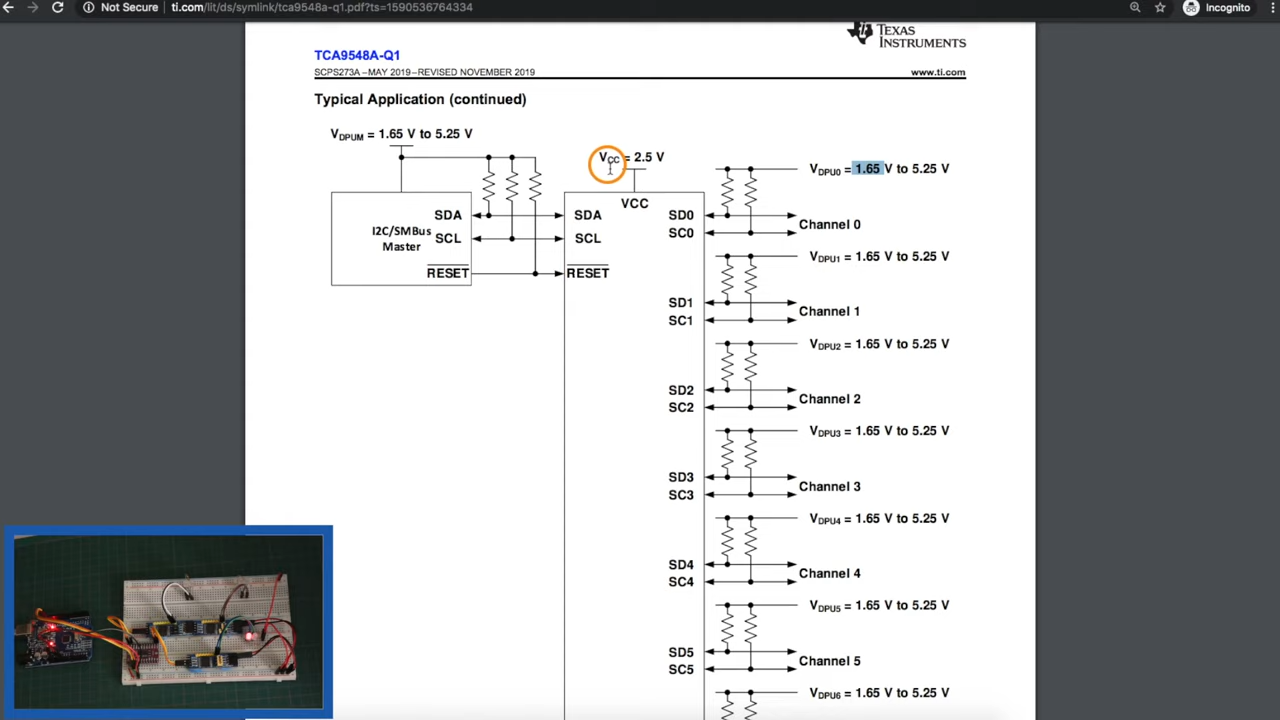 Not Secure | ti.com/lit/ds/symlink/tca9548a-q1.pdf?ts=1590536764334
Incognito
TEXAS
INSTRUMENTS
TCA9548A-Q1
SCPS273A –MAY 2019–REVISED NOVEMBER 2019
www.ti.com
Typical Application (continued)
VDPUM = 1.65 V to 5.25 V
VCC = 2.5 V
VDPU0 = 1.65 V to 5.25 V
VCC
SDA
SDA
SD0
I2C/SMBus
Master
SCL
SCL
SC0
Channel 0
RESET
RESET
VDPU1 = 1.65 V to 5.25 V
SD1
SC1
Channel 1
VDPU2 = 1.65 V to 5.25 V
SD2
SC2
Channel 2
VDPU3 = 1.65 V to 5.25 V
SD3
SC3
Channel 3
VDPU4 = 1.65 V to 5.25 V
SD4
SC4
Channel 4
VDPU5 = 1.65 V to 5.25 V
SD5
SC5
Channel 5
VDPU6 = 1.65 V to 5.25 V